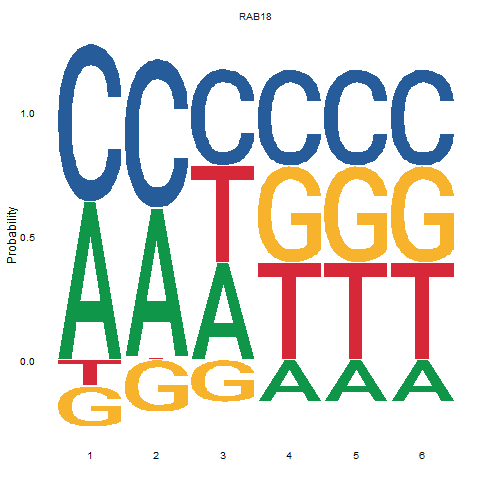 RAB18
Probability
1.0
0.5
0.0
C C C C C C
A A T G G G
T A T T T
G G G A A A
1 2 3 4 5 6